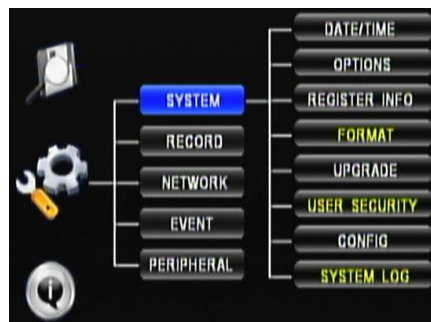 SYSTEM
RECORD
NETWORK
EVENT
PERIPHERAL
DATE/TIME
OPTIONS
REGISTER INFO
FORMAT
UPGRADE
USER SECURITY
CONFIG
SYSTEM LOG